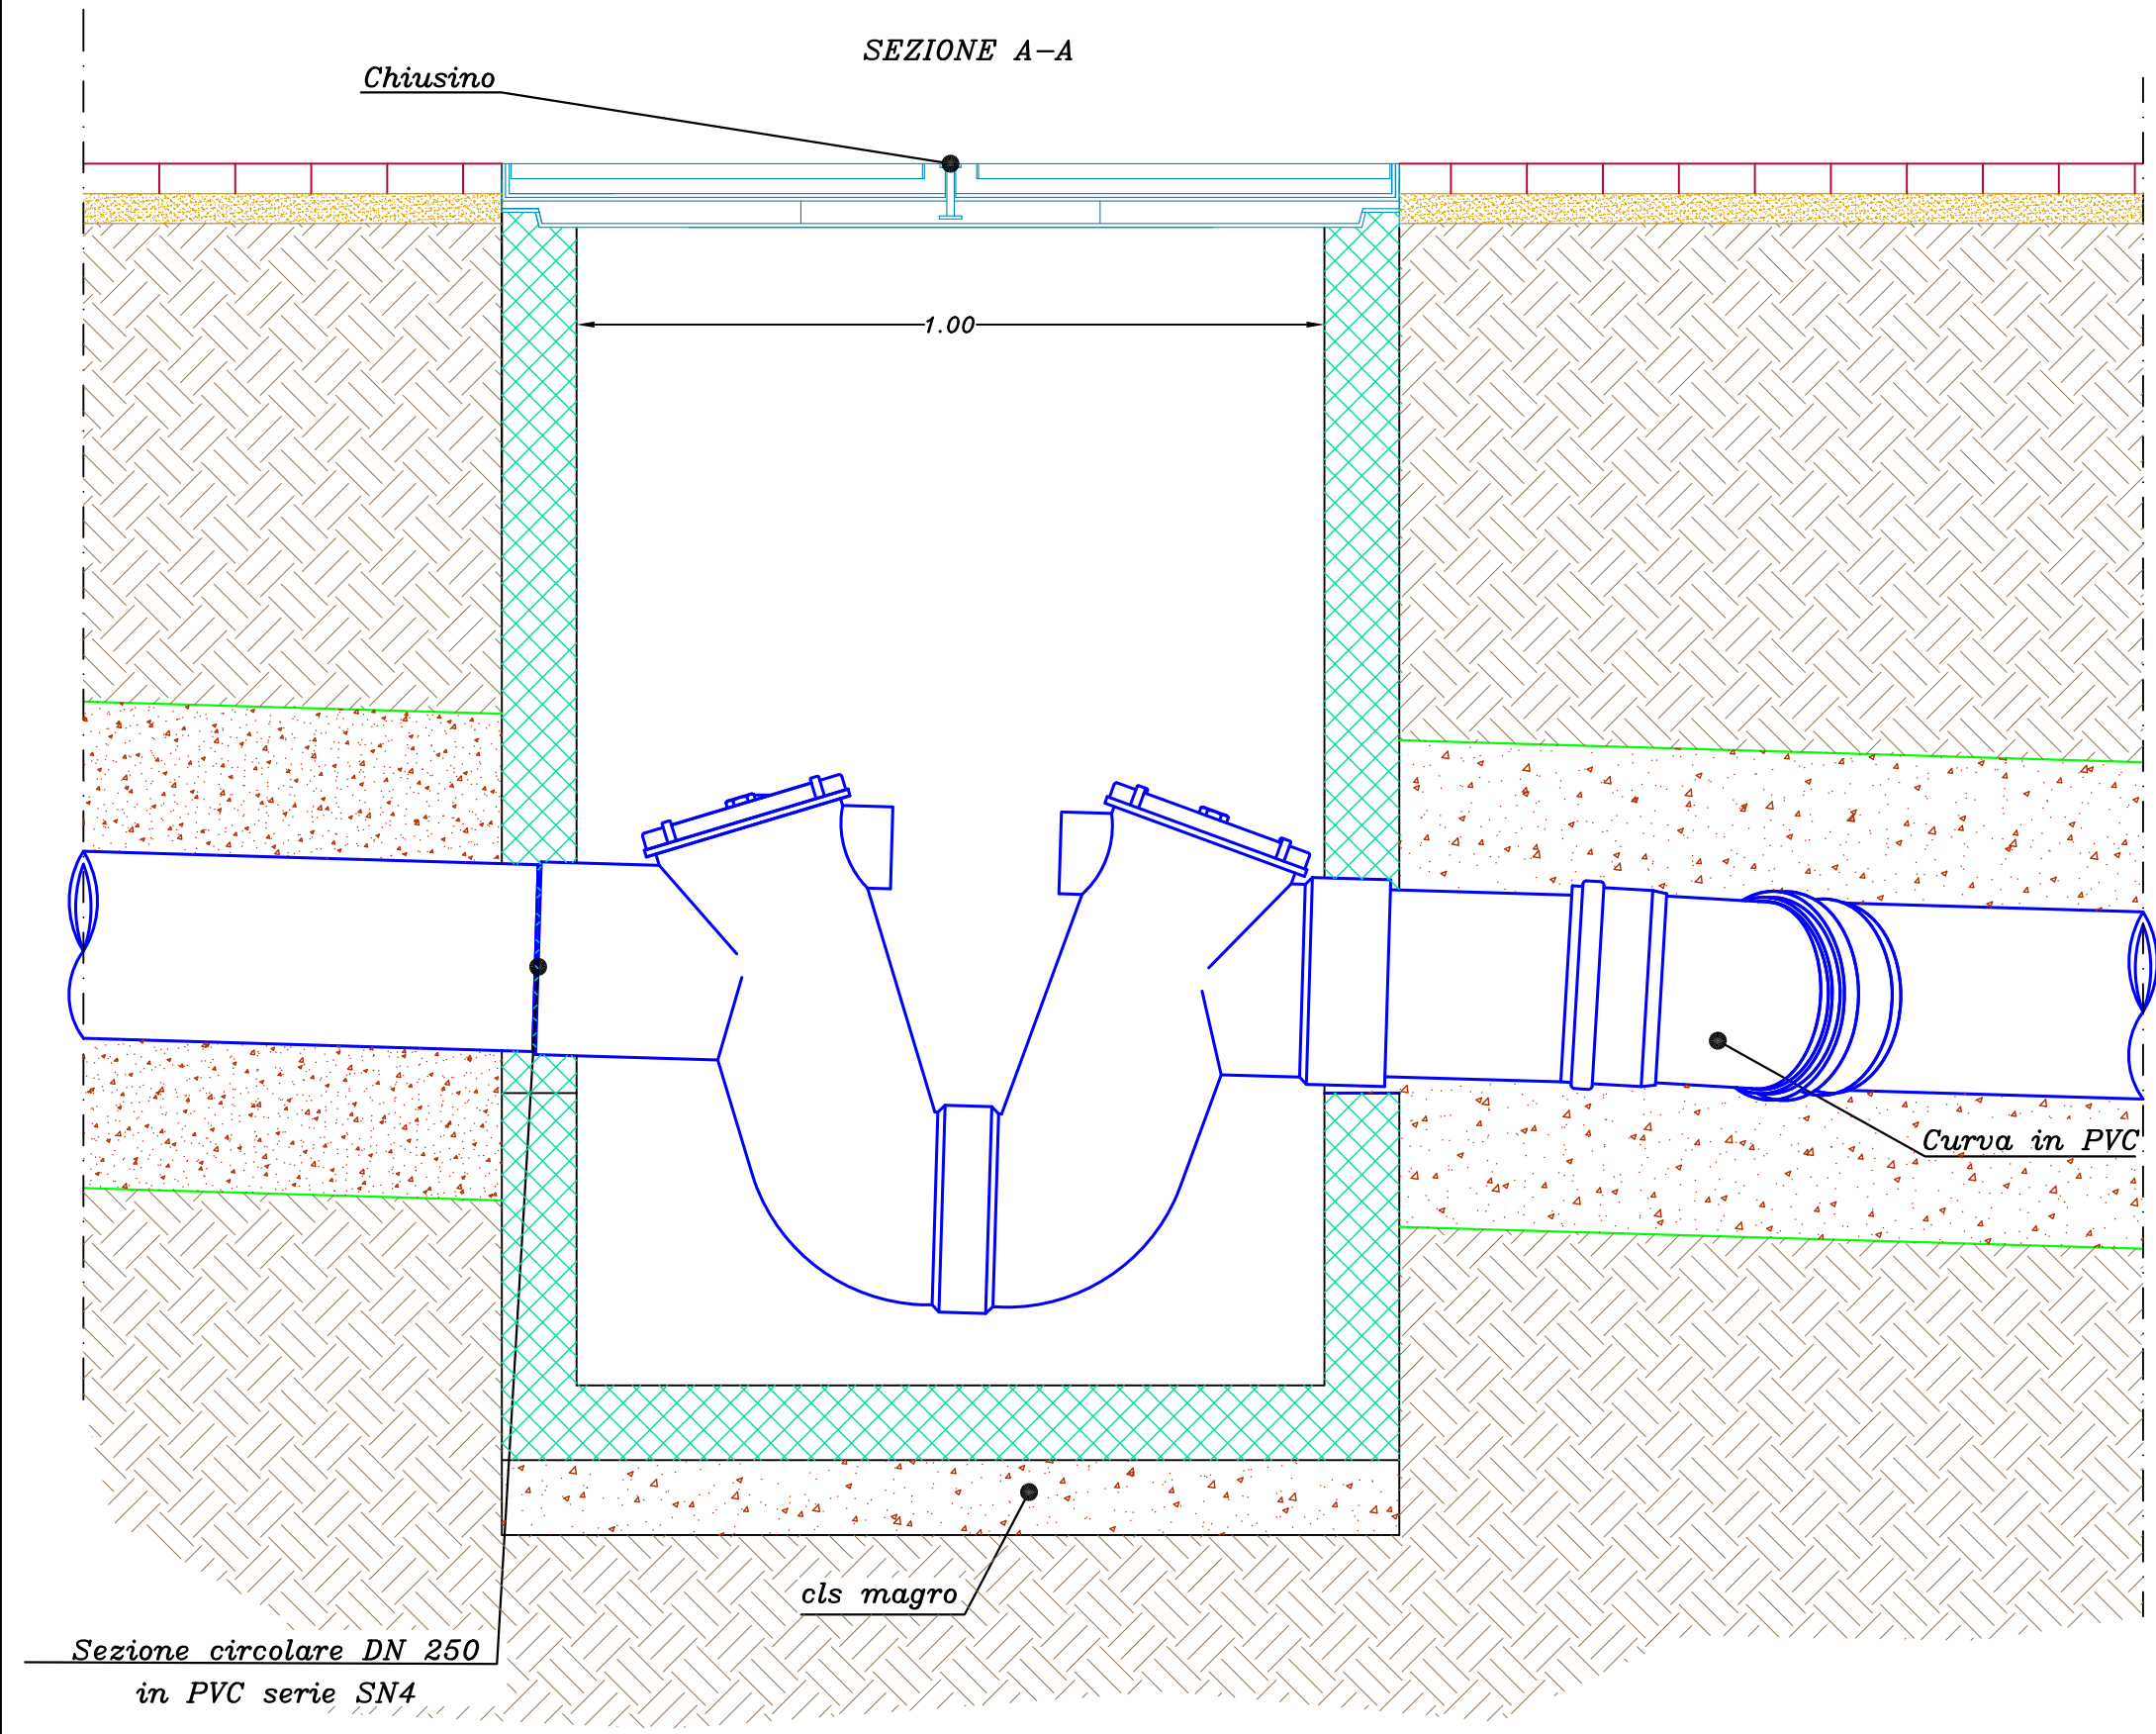 SEZIONE A-A
Chiusino
1.00
Curva in PVC
cls magro
Sezione circolare DN 250
in PVC serie SN4